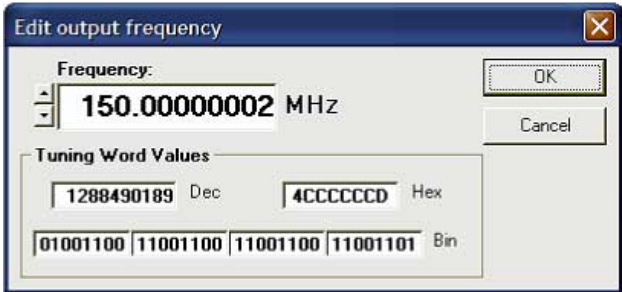 Edit output frequency
Frequency:
150.00000002 MHz
OK
Cancel
Tuning Word Values
1288490189 Dec 4CCCCCCD Hex
01001100 11001100 11001100 11001101 Bin